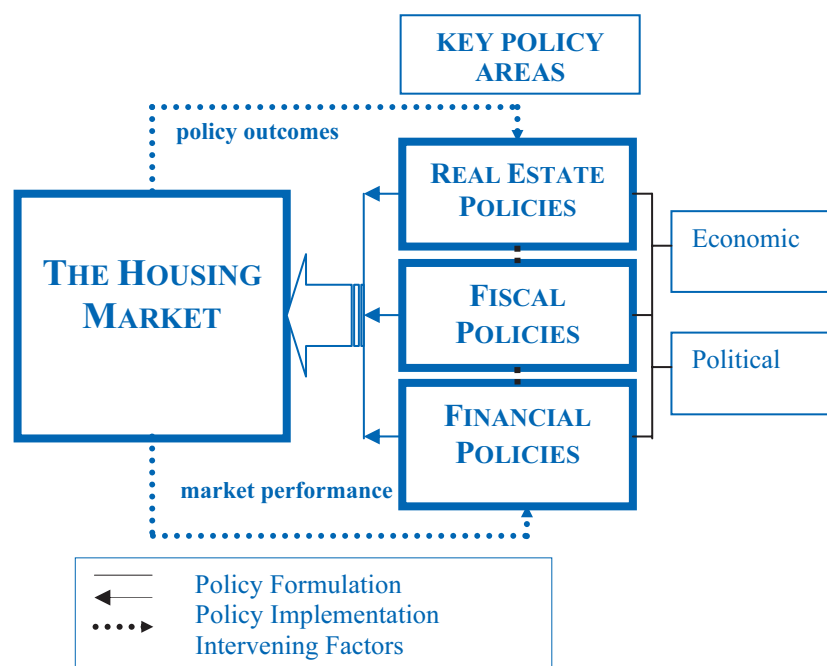 KEY POLICY
AREAS
policy outcomes
REAL ESTATE
POLICIES
Economic
THE HOUSING
MARKET
FISCAL
POLICIES
Political
FINANCIAL
POLICIES
market performance
Policy Formulation
Policy Implementation
Intervening Factors